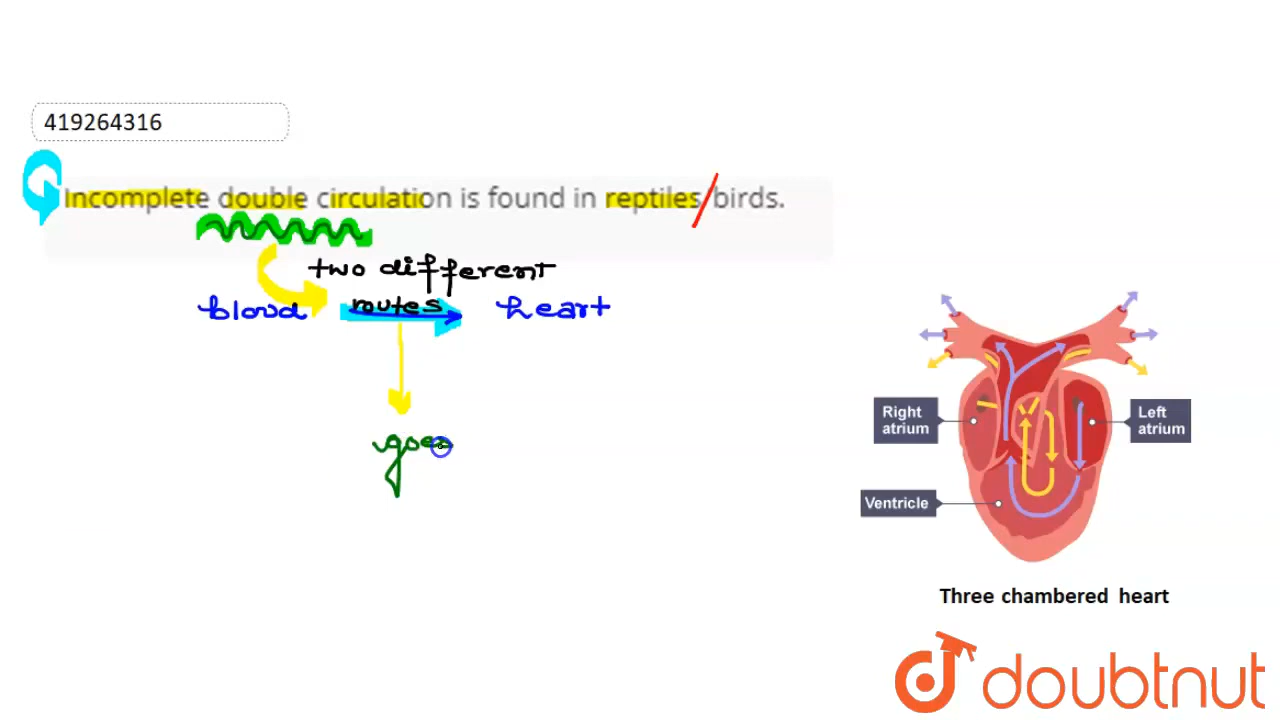 419264316
Incomplete double circulation is found in reptiles/birds.
two different
blood routes heart
goes
Right
atrium
Left
atrium
Ventricle
Three chambered heart
doubtnut